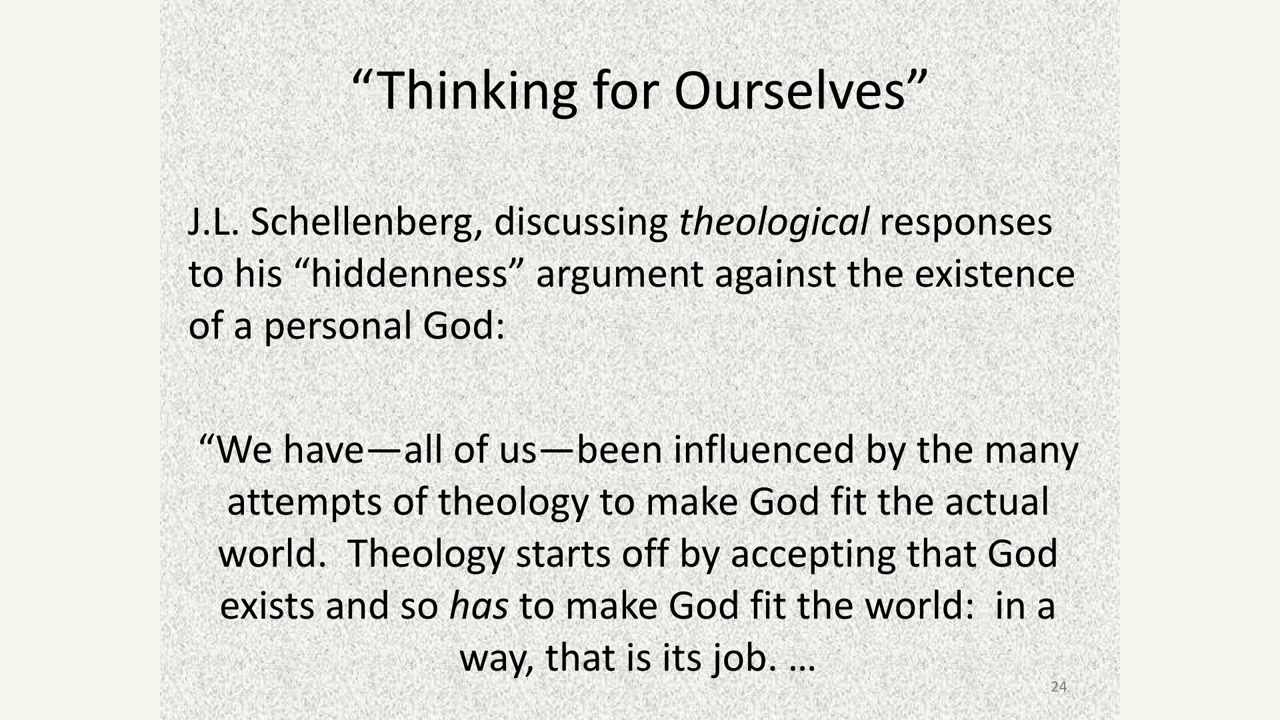 “Thinking for Ourselves”
J.L. Schellenberg, discussing theological responses
to his “hiddenness” argument against the existence
of a personal God:
“We have—all of us—been influenced by the many
attempts of theology to make God fit the actual
world.  Theology starts off by accepting that God
exists and so has to make God fit the world:  in a
way, that is its job. …
24